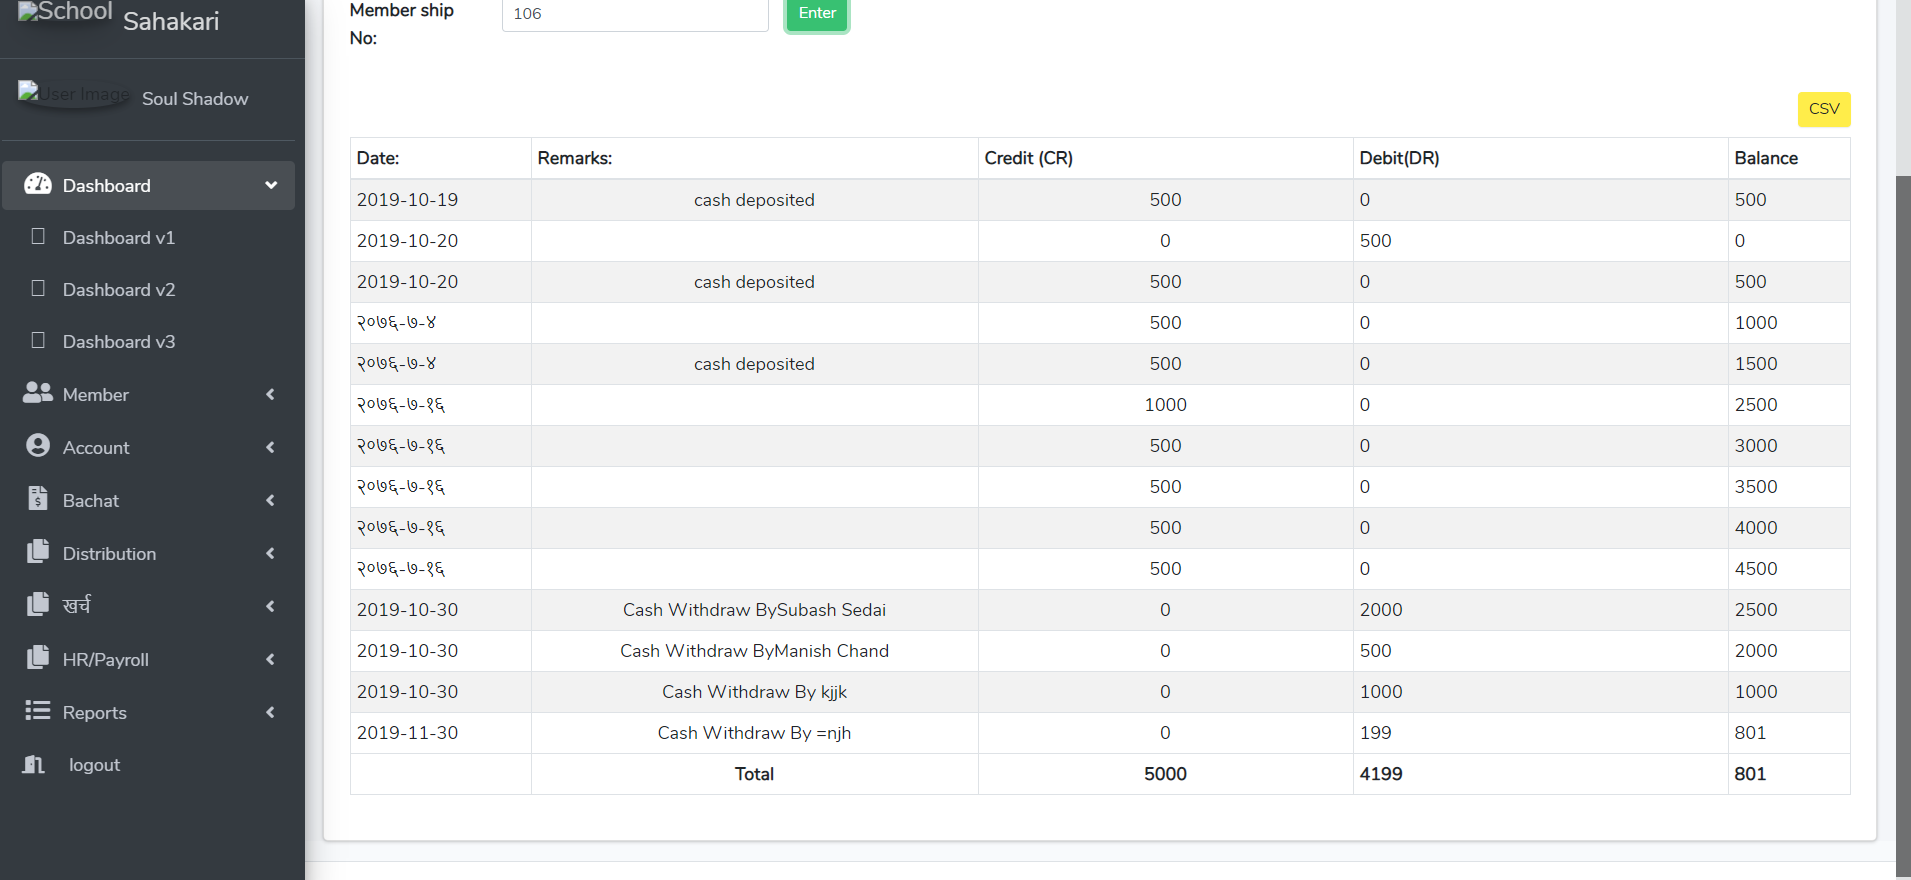 School Sahakari
User Image Soul Shadow
Dashboard
Dashboard v1
Dashboard v2
Dashboard v3
Member
Account
Bachat
Distribution
खर्च
HR/Payroll
Reports
logout
Member ship No: 106 Enter
CSV
Date: Remarks: Credit (CR) Debit(DR) Balance
2019-10-19 cash deposited 500 0 500
2019-10-20 0 500 0
2019-10-20 cash deposited 500 0 500
२०७६-७-४ 500 0 1000
२०७६-७-४ cash deposited 500 0 1500
२०७६-७-१६ 1000 0 2500
२०७६-७-१६ 500 0 3000
२०७६-७-१६ 500 0 3500
२०७६-७-१६ 500 0 4000
२०७६-७-१६ 500 0 4500
2019-10-30 Cash Withdraw BySubash Sedai 0 2000 2500
2019-10-30 Cash Withdraw ByManish Chand 0 500 2000
2019-10-30 Cash Withdraw By kjjk 0 1000 1000
2019-11-30 Cash Withdraw By =njh 0 199 801
Total 5000 4199 801